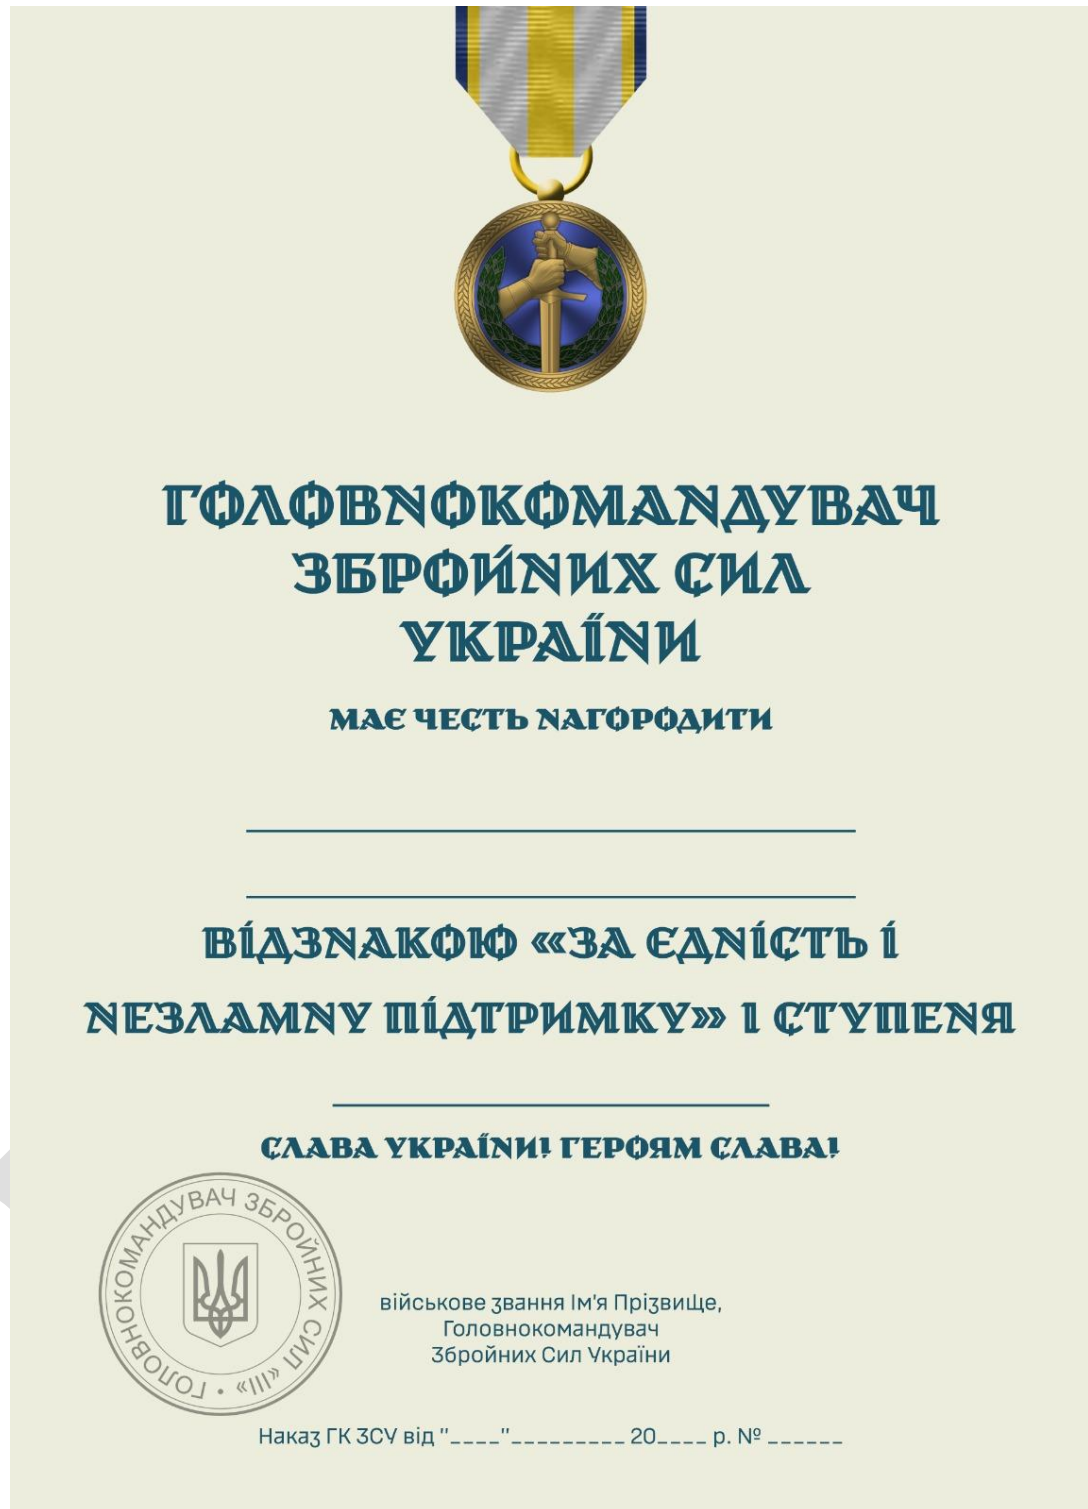 ГОЛОВНОКОМАНДУВАЧ
ЗБРОЙНИХ СИЛ
УКРАЇНИ
МАЄ ЧЕСТЬ НАГОРОДИТИ
ВІДЗНАКОЮ «ЗА ЄДНІСТЬ І
НЕЗЛАМНУ ПІДТРИМКУ» І СТУПЕНЯ
СЛАВА УКРАЇНИ! ГЕРОЯМ СЛАВА!
ГОЛОВНОКОМАНДУВАЧ ЗБРОЙНИХ СИЛ «ІІІ» •
військове звання Ім'я Прізвище,
Головнокомандувач
Збройних Сил України
Наказ ГК ЗСУ від "____"_________ 20____ р. № ______